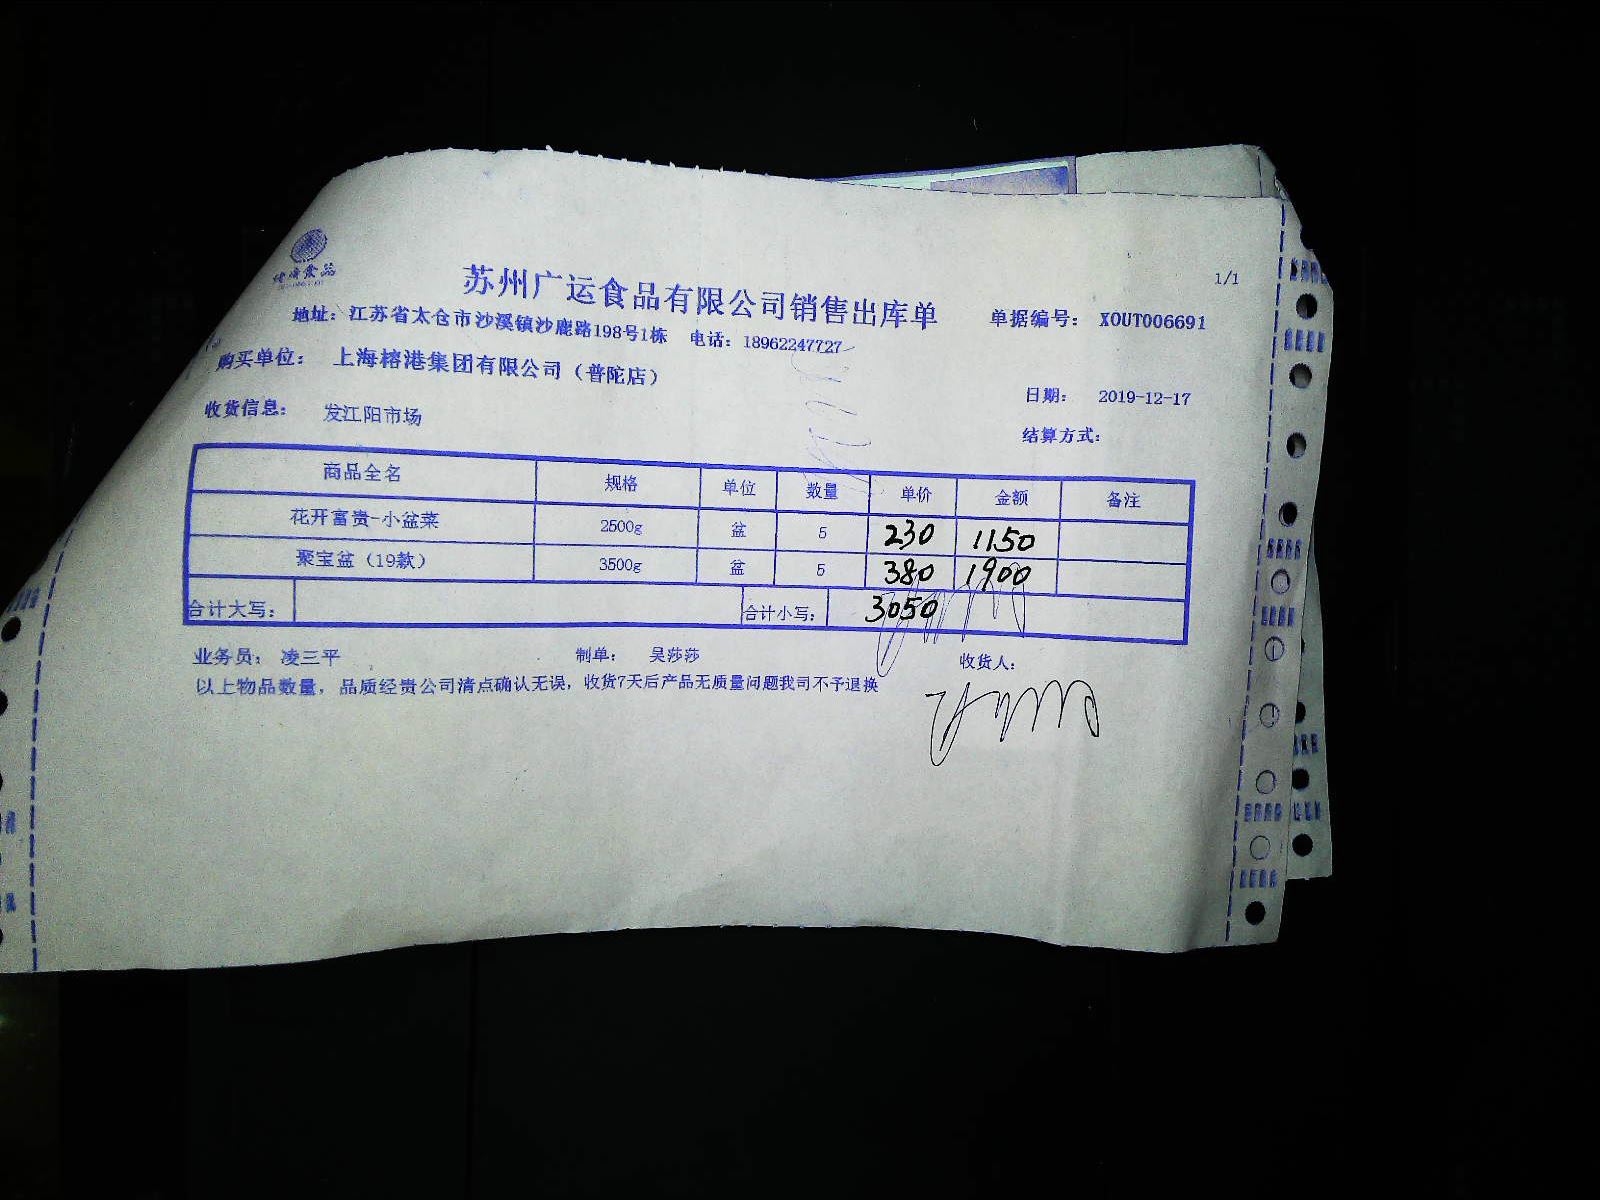 1/1
苏州广运食品有限公司销售出库单
地址：江苏省太仓市沙溪镇沙鹿路198号1栋 电话：18962247727
单据编号： XOUT006691
购买单位： 上海榕港集团有限公司（普陀店）
日期： 2019-12-17
收货信息： 发江阳市场
结算方式：
商品全名 规格 单位 数量 单价 金额 备注
花开富贵-小盆菜 2500g 盆 5 230 1150
聚宝盆（19款） 3500g 盆 5 380 1900
合计大写： 合计小写： 3050
业务员： 凌三平 制单： 吴莎莎 收货人：
以上物品数量，品质经贵公司清点确认无误，收货7天后产品无质量问题我司不予退换